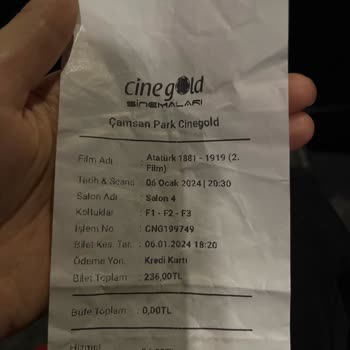 cinegold
SİNEMALARI
Çamsan Park Cinegold
Film Adı : Atatürk 1881 - 1919 (2.
Film)
Tarih & Seans : 06 Ocak 2024 | 20:30
Salon Adı : Salon 4
Koltuklar : F1 - F2 - F3
İşlem No : CNG199749
Bilet Kes. Tar. : 06.01.2024 18:20
Ödeme Yön. : Kredi Kartı
Bilet Toplam : 236,00TL
Büfe Toplam : 0,00TL
Hizmet